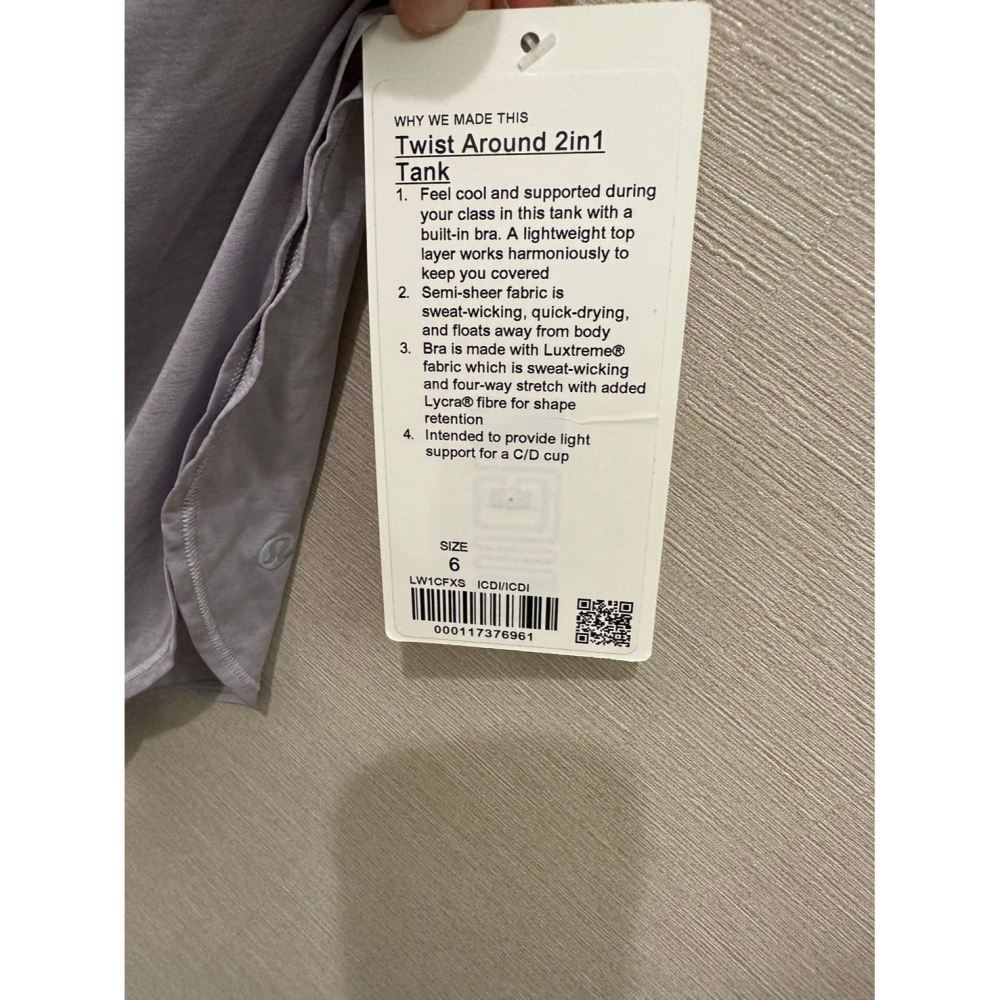 WHY WE MADE THIS
Twist Around 2in1
Tank
1. Feel cool and supported during
your class in this tank with a
built-in bra. A lightweight top
layer works harmoniously to
keep you covered
2. Semi-sheer fabric is
sweat-wicking, quick-drying,
and floats away from body
3. Bra is made with Luxtreme®
fabric which is sweat-wicking
and four-way stretch with added
Lycra® fibre for shape
retention
4. Intended to provide light
support for a C/D cup
SIZE
6
LW1CFXS ICDI/ICDI
000117376961